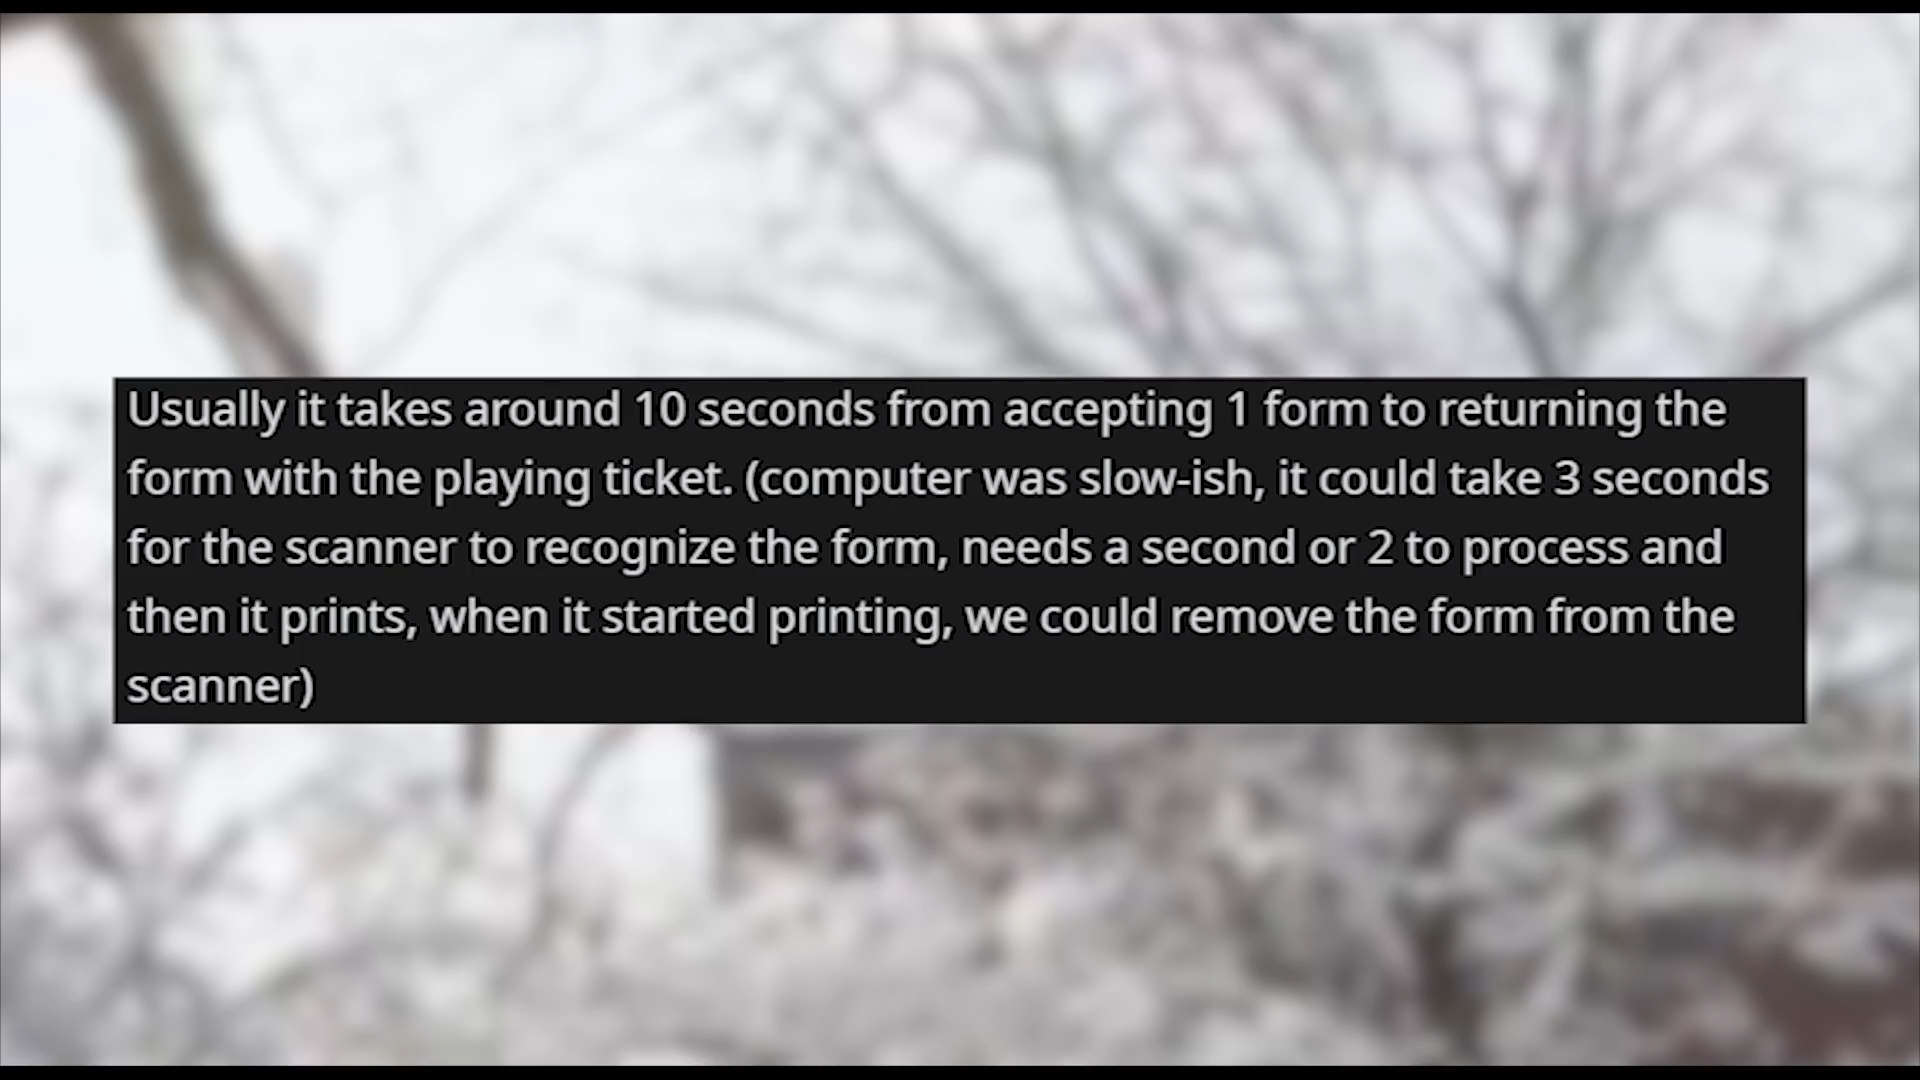 Usually it takes around 10 seconds from accepting 1 form to returning the
form with the playing ticket. (computer was slow-ish, it could take 3 seconds
for the scanner to recognize the form, needs a second or 2 to process and
then it prints, when it started printing, we could remove the form from the
scanner)